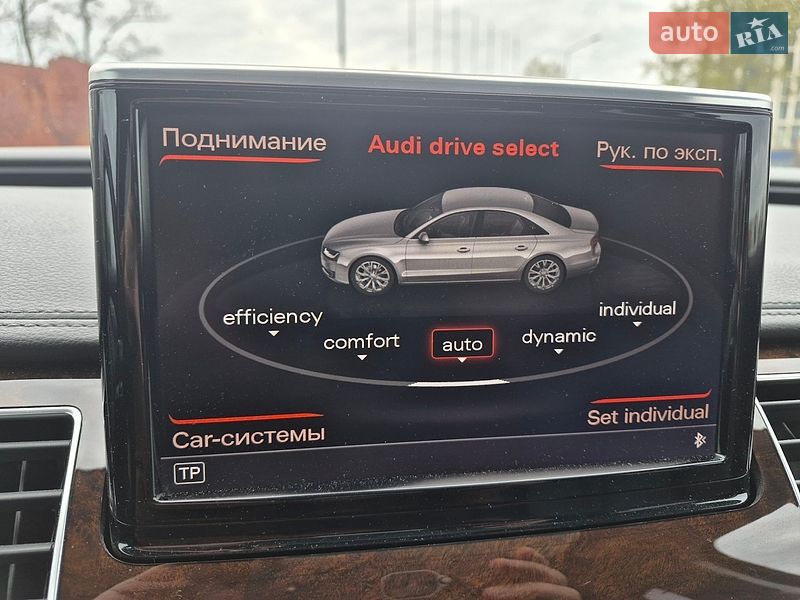 auto RIA
.com
Поднимание
Audi drive select
Рук. по эксп.
efficiency
comfort
auto
dynamic
individual
Car-системы
Set individual
TP